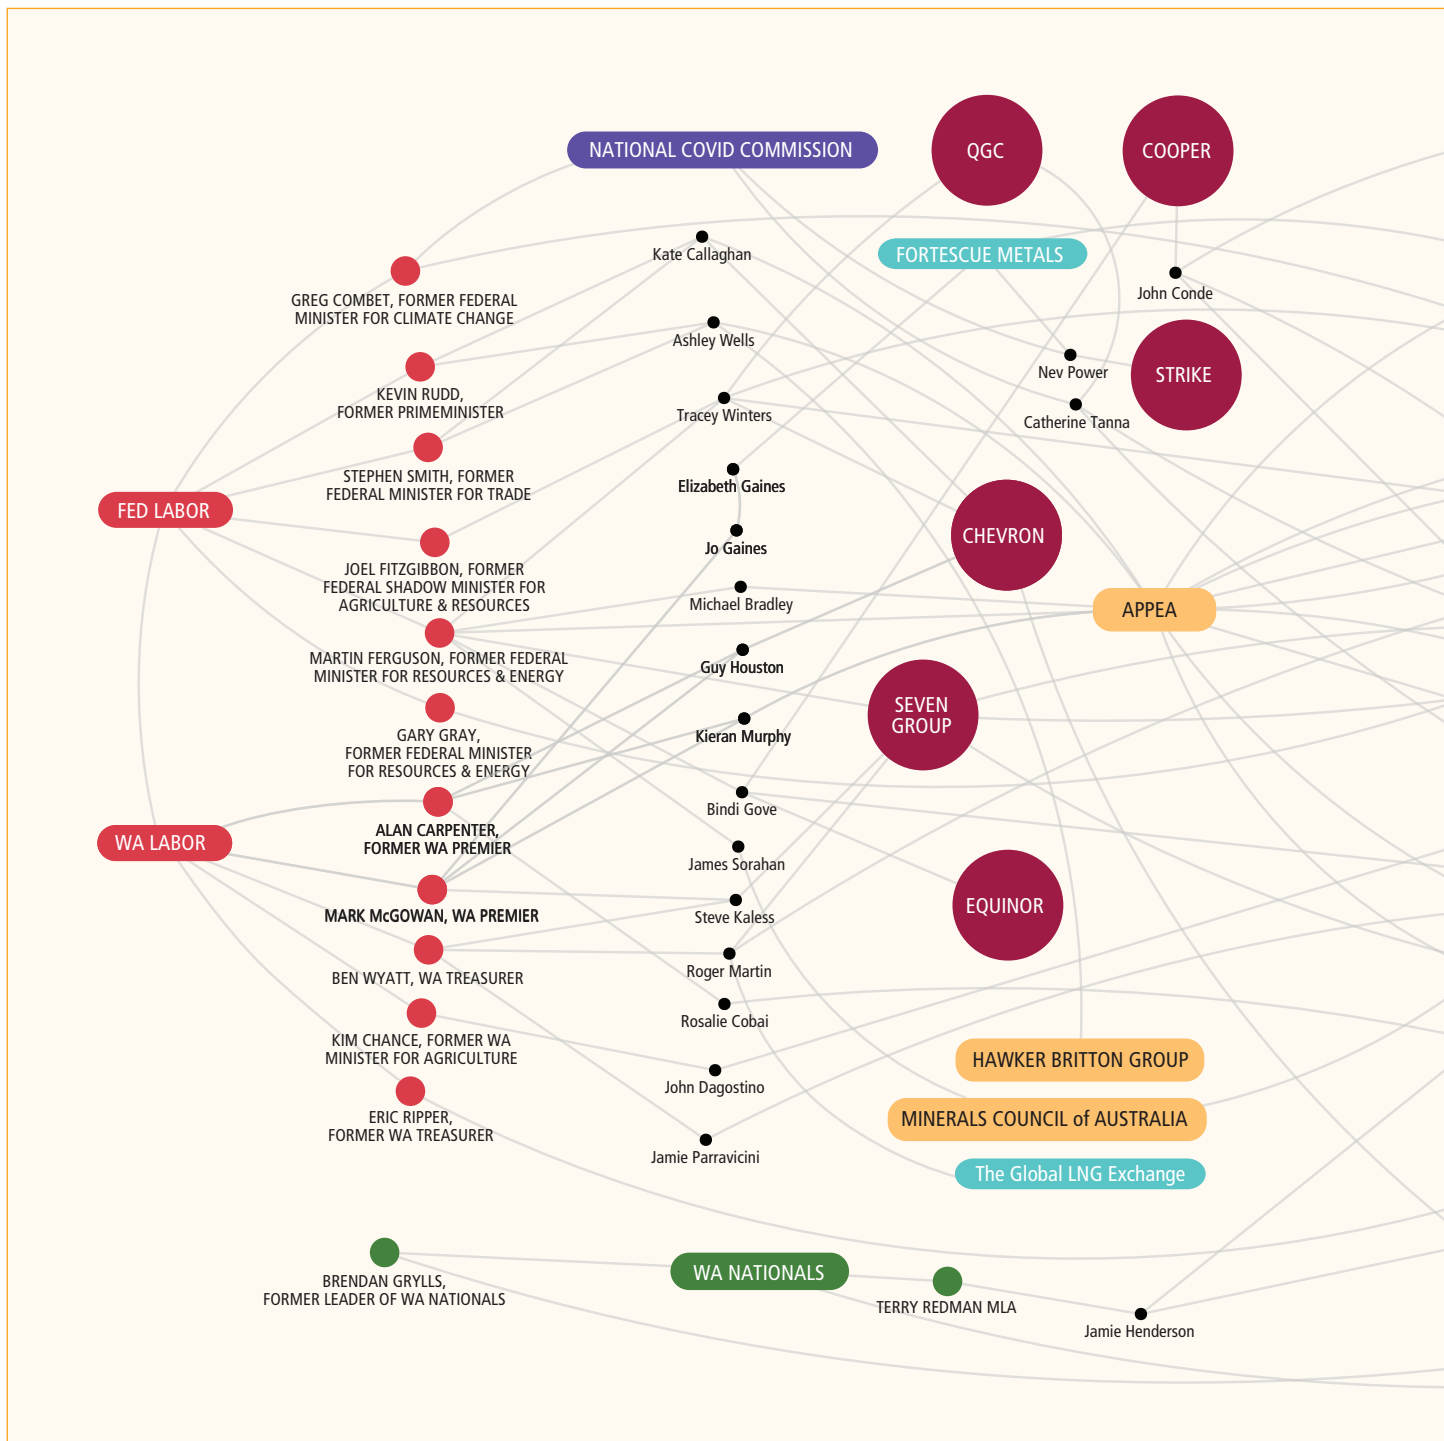 NATIONAL COVID COMMISSION
QGC
COOPER
Kate Callaghan
FORTESCUE METALS
John Conde
GREG COMBET, FORMER FEDERAL
MINISTER FOR CLIMATE CHANGE
Ashley Wells
Nev Power
STRIKE
KEVIN RUDD,
FORMER PRIMEMINISTER
Tracey Winters
Catherine Tanna
STEPHEN SMITH, FORMER
FEDERAL MINISTER FOR TRADE
Elizabeth Gaines
FED LABOR
CHEVRON
Jo Gaines
JOEL FITZGIBBON, FORMER
FEDERAL SHADOW MINISTER FOR
AGRICULTURE & RESOURCES
Michael Bradley
APPEA
MARTIN FERGUSON, FORMER FEDERAL
MINISTER FOR RESOURCES & ENERGY
Guy Houston
SEVEN
GROUP
GARY GRAY,
FORMER FEDERAL MINISTER
FOR RESOURCES & ENERGY
Kieran Murphy
Bindi Gove
ALAN CARPENTER,
FORMER WA PREMIER
WA LABOR
James Sorahan
MARK McGOWAN, WA PREMIER
Steve Kaless
EQUINOR
BEN WYATT, WA TREASURER
Roger Martin
Rosalie Cobai
KIM CHANCE, FORMER WA
MINISTER FOR AGRICULTURE
HAWKER BRITTON GROUP
John Dagostino
ERIC RIPPER,
FORMER WA TREASURER
MINERALS COUNCIL of AUSTRALIA
Jamie Parravicini
The Global LNG Exchange
BRENDAN GRYLLS,
FORMER LEADER OF WA NATIONALS
WA NATIONALS
TERRY REDMAN MLA
Jamie Henderson